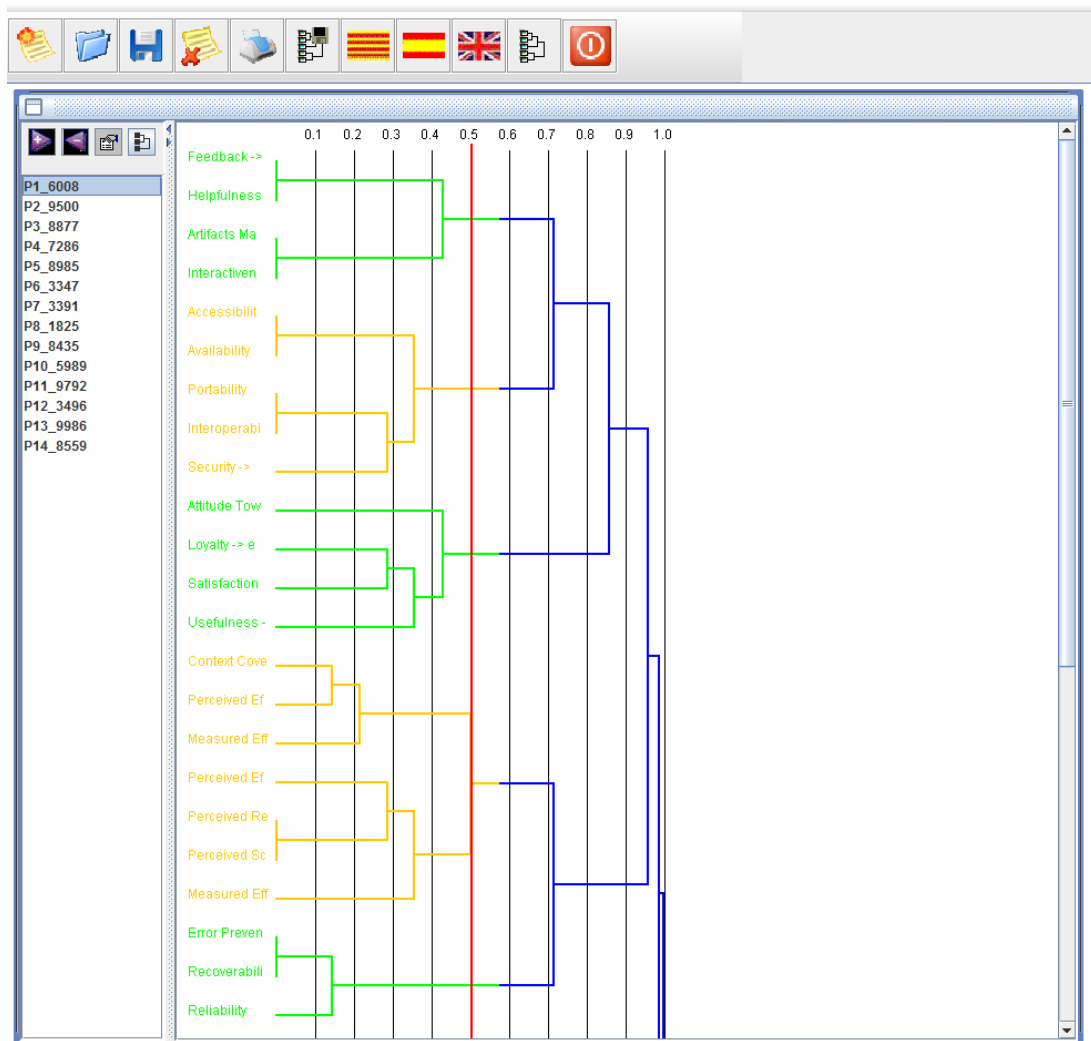 0.1 0.2 0.3 0.4 0.5 0.6 0.7 0.8 0.9 1.0
P1_6008
P2_9500
P3_8877
P4_7286
P5_8985
P6_3347
P7_3391
P8_1825
P9_8435
P10_5989
P11_9792
P12_3496
P13_9986
P14_8559
Feedback ->
Helpfulness
Artifacts Ma
Interactiven
Accessibilit
Availability
Portability
Interoperabi
Security ->
Attitude Tow
Loyalty -> e
Satisfaction
Usefulness -
Context Cove
Perceived Ef
Measured Eff
Perceived Ef
Perceived Re
Perceived Sc
Measured Eff
Error Preven
Recoverabili
Reliability